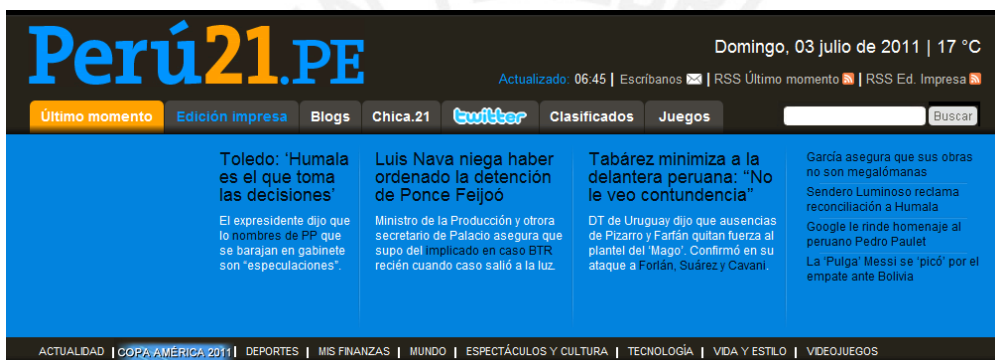 Perú21.PE
Domingo, 03 julio de 2011 | 17 °C
Actualizado: 06:45 | Escríbanos | RSS Último momento | RSS Ed. Impresa
Último momento Edición impresa Blogs Chica.21 twitter Clasificados Juegos Buscar
Toledo: ‘Humala
es el que toma
las decisiones’
El expresidente dijo que
lo nombres de PP que
se barajan en gabinete
son “especulaciones”.
Luis Nava niega haber
ordenado la detención
de Ponce Feijoó
Ministro de la Producción y otrora
secretario de Palacio asegura que
supo del implicado en caso BTR
recién cuando caso salió a la luz.
Tabárez minimiza a la
delantera peruana: “No
le veo contundencia”
DT de Uruguay dijo que ausencias
de Pizarro y Farfán quitan fuerza al
plantel del ‘Mago’. Confirmó en su
ataque a Forlán, Suárez y Cavani.
García asegura que sus obras
no son megalómanas
Sendero Luminoso reclama
reconciliación a Humala
Google le rinde homenaje al
peruano Pedro Paulet
La ‘Pulga’ Messi se ‘picó’ por el
empate ante Bolivia
ACTUALIDAD | COPA AMÉRICA 2011 | DEPORTES | MIS FINANZAS | MUNDO | ESPECTÁCULOS Y CULTURA | TECNOLOGÍA | VIDA Y ESTILO | VIDEOJUEGOS